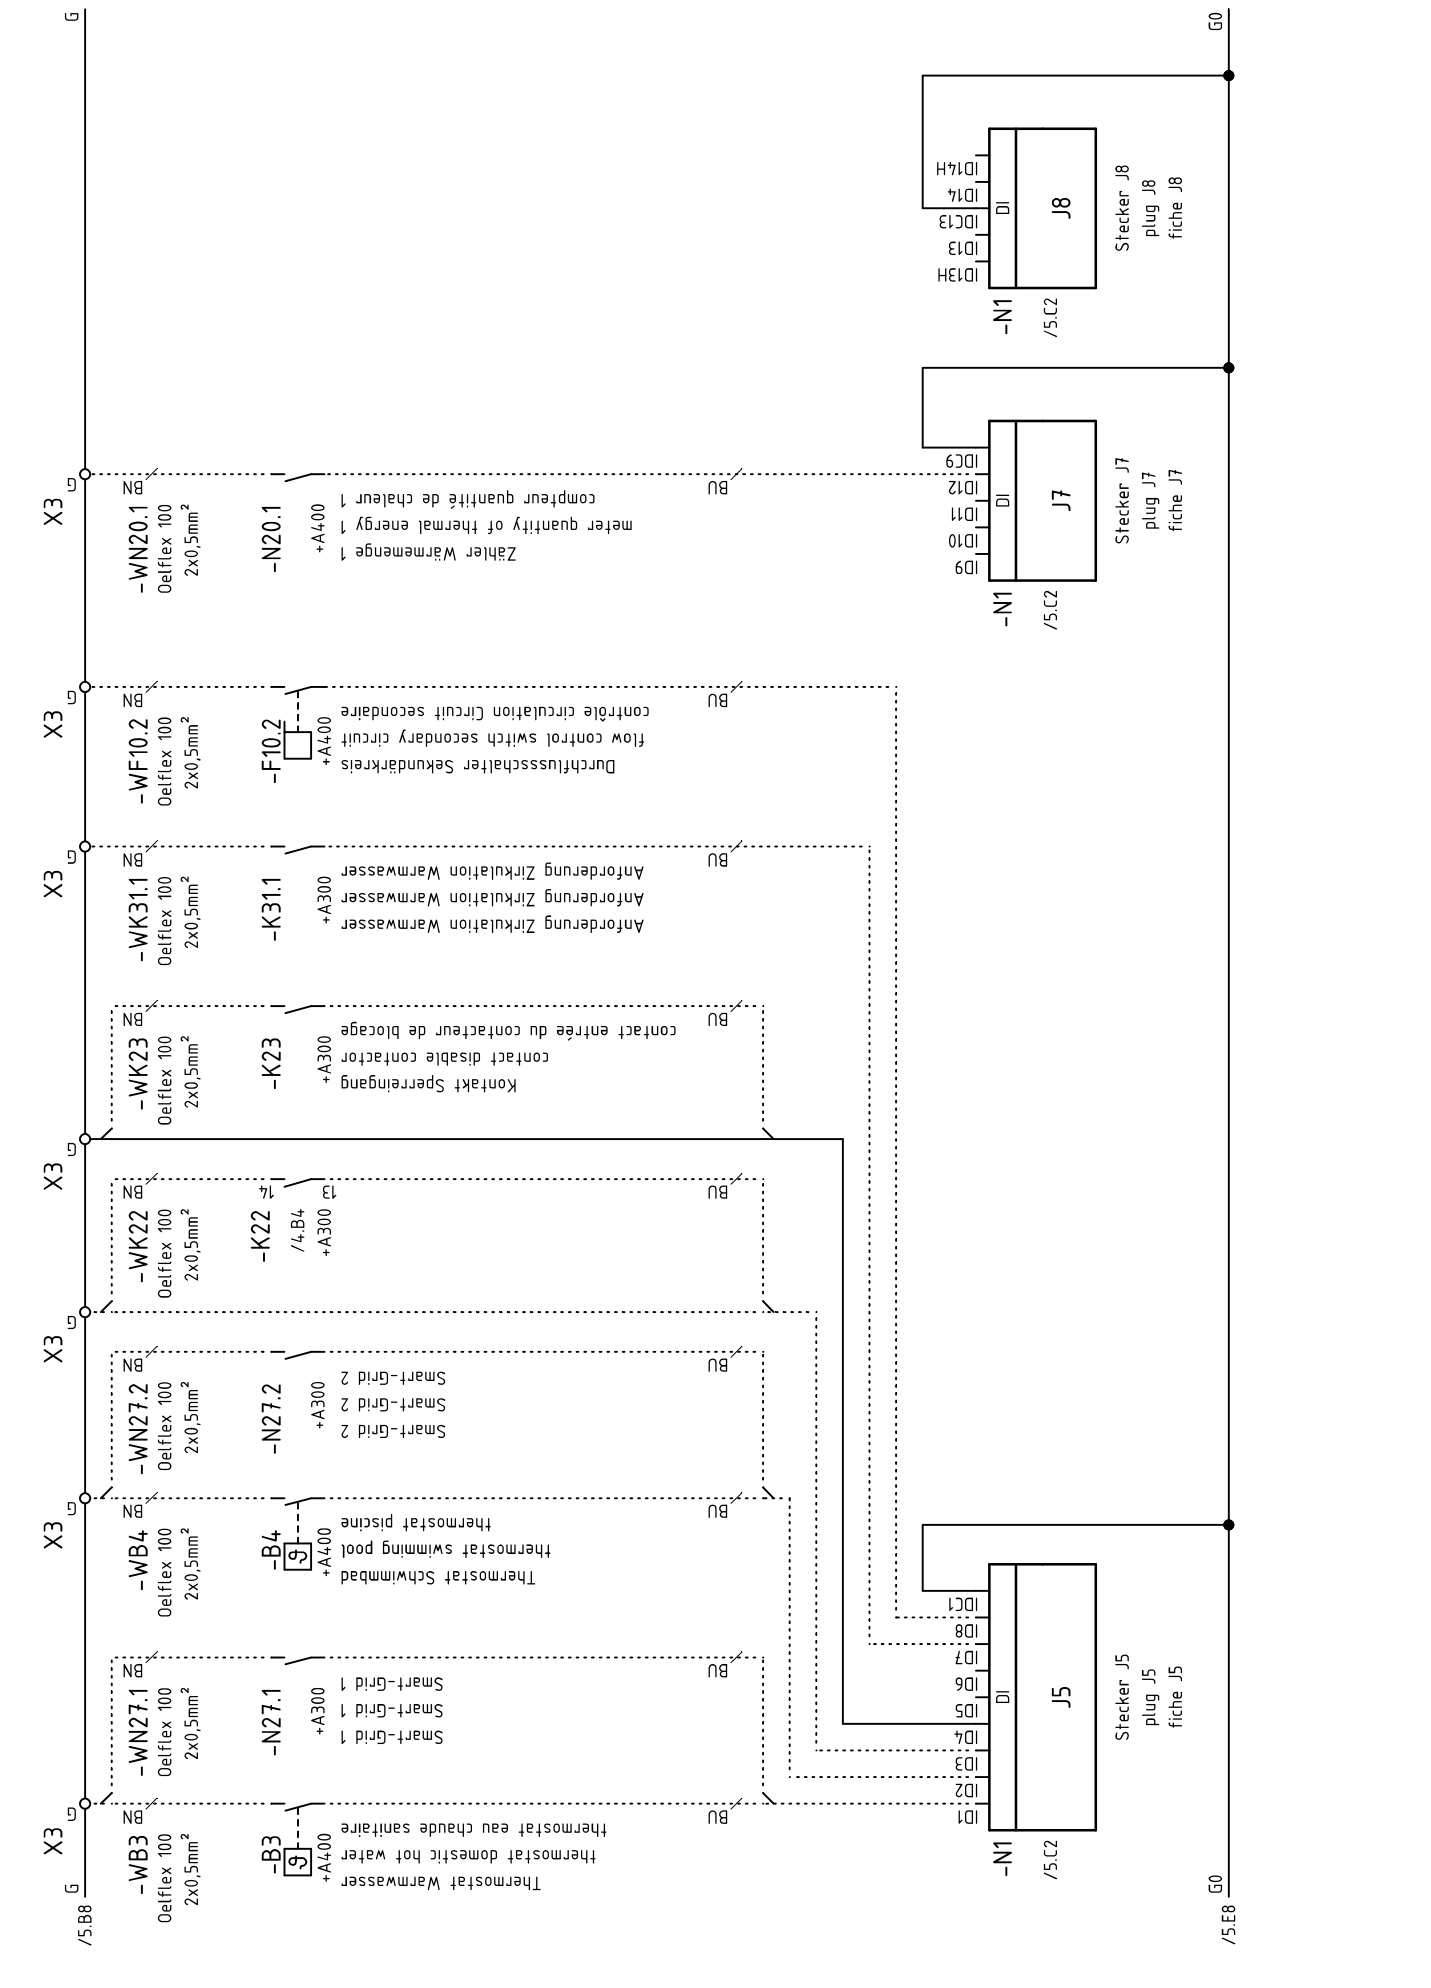 G
/5.B8
G
G0
/5.E8
G0
X3
G
BN
-WB3
Oelflex 100
2x0,5mm²
-B3
ϑ
+A400
Thermostat Warmwasser
thermostat domestic hot water
thermostat eau chaude sanitaire
BU
BN
-WN27.1
Oelflex 100
2x0,5mm²
-N27.1
+A300
Smart-Grid 1
Smart-Grid 1
Smart-Grid 1
BU
X3
G
BN
-WB4
Oelflex 100
2x0,5mm²
-B4
ϑ
+A400
Thermostat Schwimmbad
thermostat swimming pool
thermostat piscine
BU
BN
-WN27.2
Oelflex 100
2x0,5mm²
-N27.2
+A300
Smart-Grid 2
Smart-Grid 2
Smart-Grid 2
BU
X3
G
BN
-WK22
Oelflex 100
2x0,5mm²
14
13
-K22
/4.B4
+A300
BU
X3
G
BN
-WK23
Oelflex 100
2x0,5mm²
-K23
+A300
Kontakt Sperreingang
contact disable contactor
contact entrée du contacteur de blocage
BU
X3
G
BN
-WK31.1
Oelflex 100
2x0,5mm²
-K31.1
+A300
Anforderung Zirkulation Warmwasser
Anforderung Zirkulation Warmwasser
Anforderung Zirkulation Warmwasser
BU
X3
G
BN
-WF10.2
Oelflex 100
2x0,5mm²
-F10.2
+A400
Durchflussschalter Sekundärkreis
flow control switch secondary circuit
contrôle circulation Circuit secondaire
BU
X3
G
BN
-WN20.1
Oelflex 100
2x0,5mm²
-N20.1
+A400
Zähler Wärmemenge 1
meter quantity of thermal energy 1
compteur quantité de chaleur 1
BU
-N1
/5.C2
ID1
ID2
ID3
ID4
ID5
ID6
ID7
ID8
IDC1
DI
J5
Stecker J5
plug J5
fiche J5
-N1
/5.C2
ID9
ID10
ID11
ID12
IDC9
DI
J7
Stecker J7
plug J7
fiche J7
-N1
/5.C2
ID13H
ID13
IDC13
ID14
ID14H
DI
J8
Stecker J8
plug J8
fiche J8